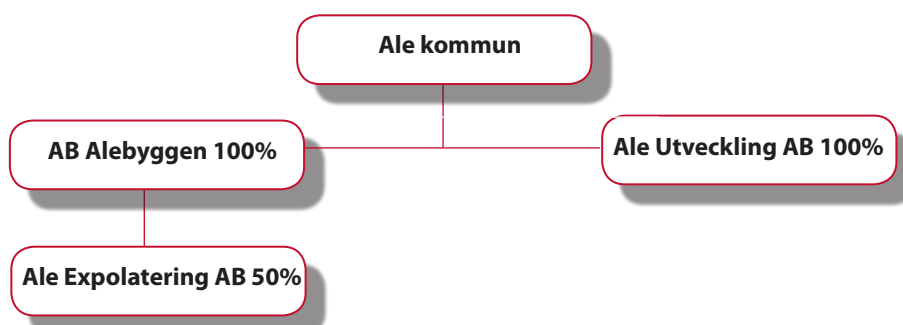 Ale kommun
AB Alebyggen 100%
Ale Utveckling AB 100%
Ale Expolatering AB 50%